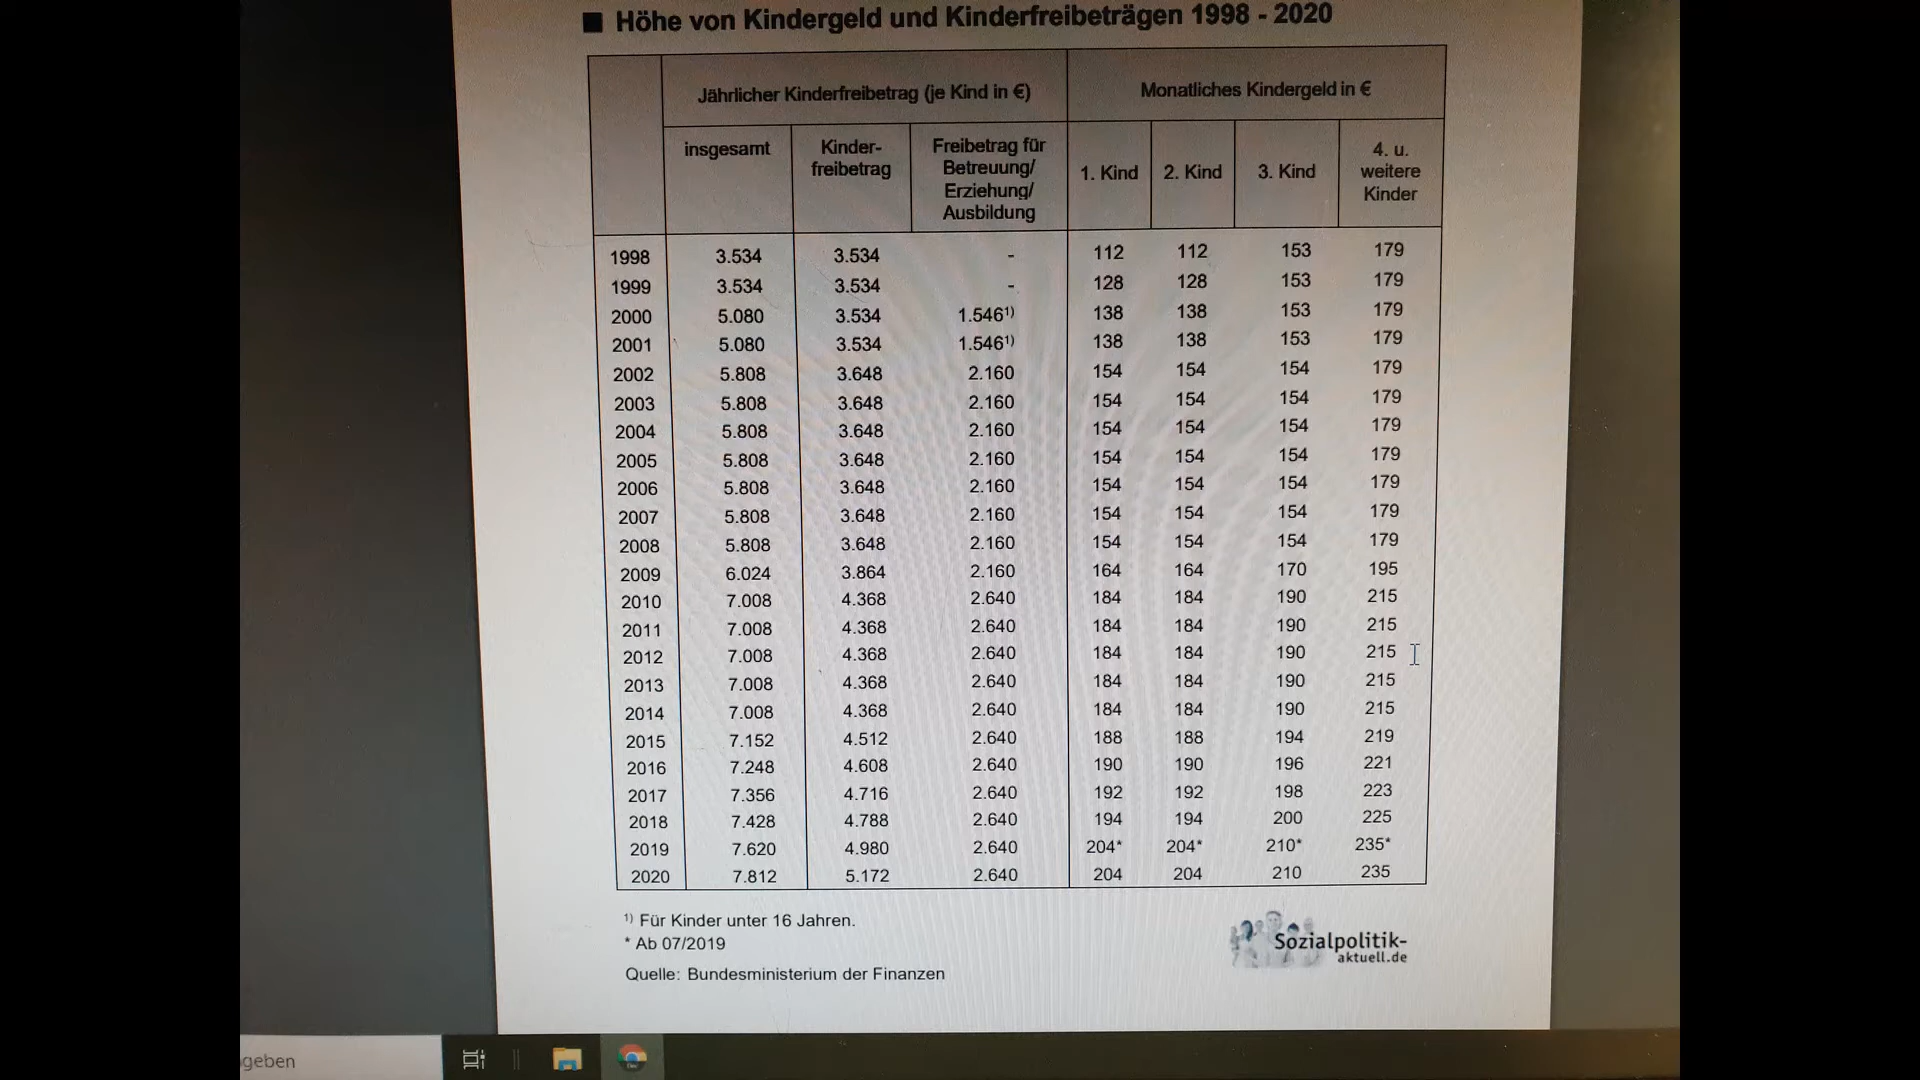 ■ Höhe von Kindergeld und Kinderfreibeträgen 1998 - 2020
Jährlicher Kinderfreibetrag (je Kind in €) Monatliches Kindergeld in €
insgesamt
Kinder-
freibetrag
Freibetrag für
Betreuung/
Erziehung/
Ausbildung
1. Kind
2. Kind
3. Kind
4. u.
weitere
Kinder
1998 3.534 3.534 - 112 112 153 179
1999 3.534 3.534 - 128 128 153 179
2000 5.080 3.534 1.546¹⁾ 138 138 153 179
2001 5.080 3.534 1.546¹⁾ 138 138 153 179
2002 5.808 3.648 2.160 154 154 154 179
2003 5.808 3.648 2.160 154 154 154 179
2004 5.808 3.648 2.160 154 154 154 179
2005 5.808 3.648 2.160 154 154 154 179
2006 5.808 3.648 2.160 154 154 154 179
2007 5.808 3.648 2.160 154 154 154 179
2008 5.808 3.648 2.160 154 154 154 179
2009 6.024 3.864 2.160 164 164 170 195
2010 7.008 4.368 2.640 184 184 190 215
2011 7.008 4.368 2.640 184 184 190 215
2012 7.008 4.368 2.640 184 184 190 215
2013 7.008 4.368 2.640 184 184 190 215
2014 7.008 4.368 2.640 184 184 190 215
2015 7.152 4.512 2.640 188 188 194 219
2016 7.248 4.608 2.640 190 190 196 221
2017 7.356 4.716 2.640 192 192 198 223
2018 7.428 4.788 2.640 194 194 200 225
2019 7.620 4.980 2.640 204* 204* 210* 235*
2020 7.812 5.172 2.640 204 204 210 235
¹⁾ Für Kinder unter 16 Jahren.
* Ab 07/2019
Quelle: Bundesministerium der Finanzen
Sozialpolitik-
aktuell.de
geben